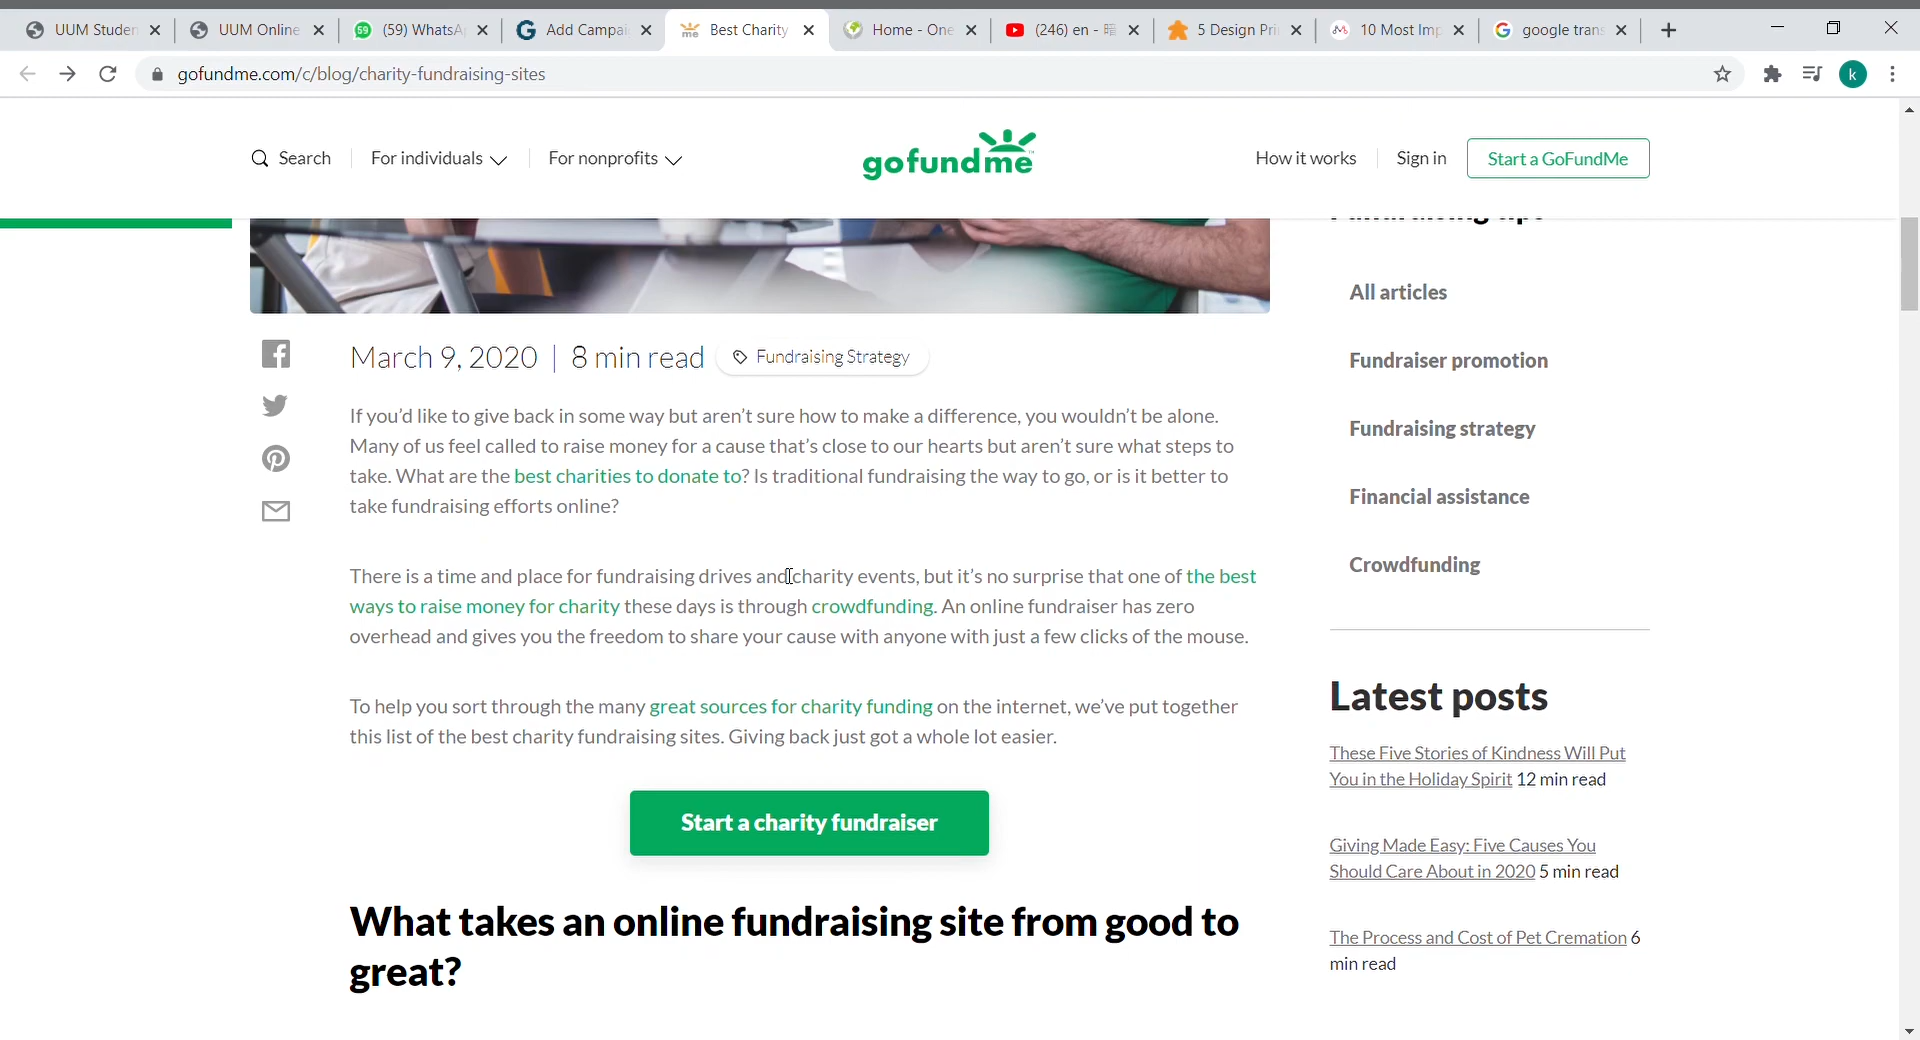 UUM Studen
UUM Online
59
(59) WhatsA
Add Campai
me
Best Charity
Home - One
(246) en - 暗
5 Design Pri
10 Most Imp
google trans
gofundme.com/c/blog/charity-fundraising-sites
k
Search
For individuals
For nonprofits
gofundme
How it works
Sign in
Start a GoFundMe
All articles
Fundraiser promotion
Fundraising strategy
Financial assistance
Crowdfunding
March 9, 2020 | 8 min read
Fundraising Strategy
If you’d like to give back in some way but aren’t sure how to make a difference, you wouldn’t be alone.
Many of us feel called to raise money for a cause that’s close to our hearts but aren’t sure what steps to
take. What are the best charities to donate to? Is traditional fundraising the way to go, or is it better to
take fundraising efforts online?
There is a time and place for fundraising drives and charity events, but it’s no surprise that one of the best
ways to raise money for charity these days is through crowdfunding. An online fundraiser has zero
overhead and gives you the freedom to share your cause with anyone with just a few clicks of the mouse.
To help you sort through the many great sources for charity funding on the internet, we’ve put together
this list of the best charity fundraising sites. Giving back just got a whole lot easier.
Start a charity fundraiser
What takes an online fundraising site from good to
great?
Latest posts
These Five Stories of Kindness Will Put
You in the Holiday Spirit 12 min read
Giving Made Easy: Five Causes You
Should Care About in 2020 5 min read
The Process and Cost of Pet Cremation 6
min read